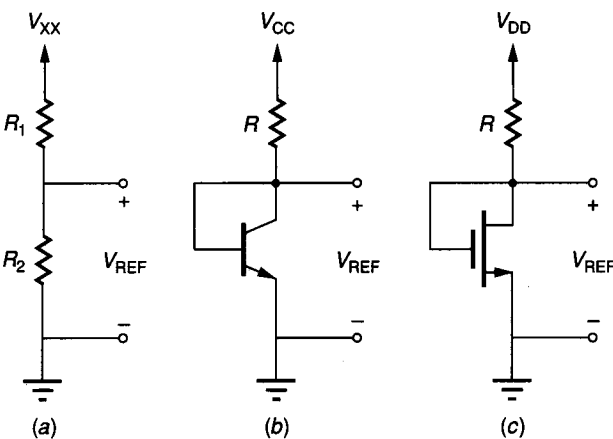 V_XX V_CC V_DD
R_1 R R
+ + +
R_2 V_REF V_REF V_REF
− − −
(a) (b) (c)